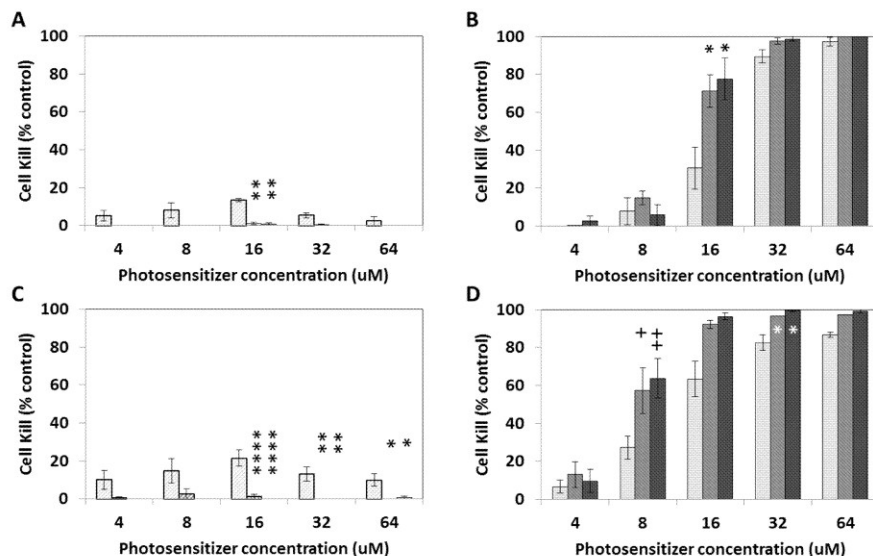 A
B
100
80
60
40
20
0
Cell Kill (% control)
**
**
4 8 16 32 64
Photosensitizer concentration (uM)
100
80
60
40
20
0
Cell Kill (% control)
* *
4 8 16 32 64
Photosensitizer concentration (uM)
C
D
100
80
60
40
20
0
Cell Kill (% control)
****
****
**
**
* *
4 8 16 32 64
Photosensitizer concentration (uM)
100
80
60
40
20
0
Cell Kill (% control)
+
++
* *
4 8 16 32 64
Photosensitizer concentration (uM)